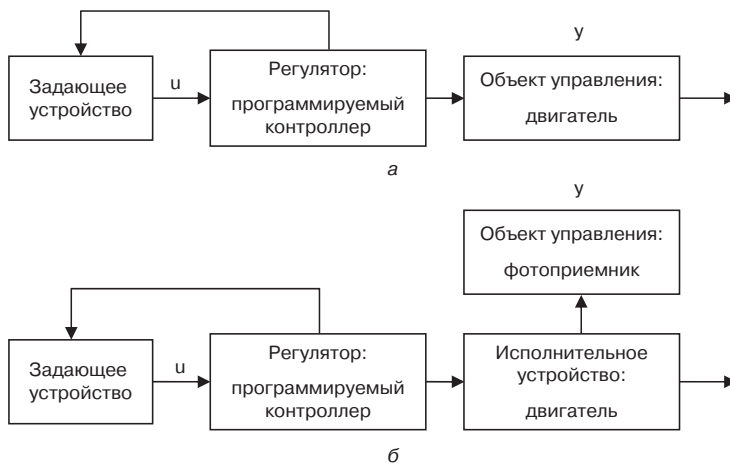 y
Задающее
устройство
u
Регулятор:
программируемый
контроллер
Объект управления:
двигатель
а
y
Объект управления:
фотоприемник
Задающее
устройство
u
Регулятор:
программируемый
контроллер
Исполнительное
устройство:
двигатель
б